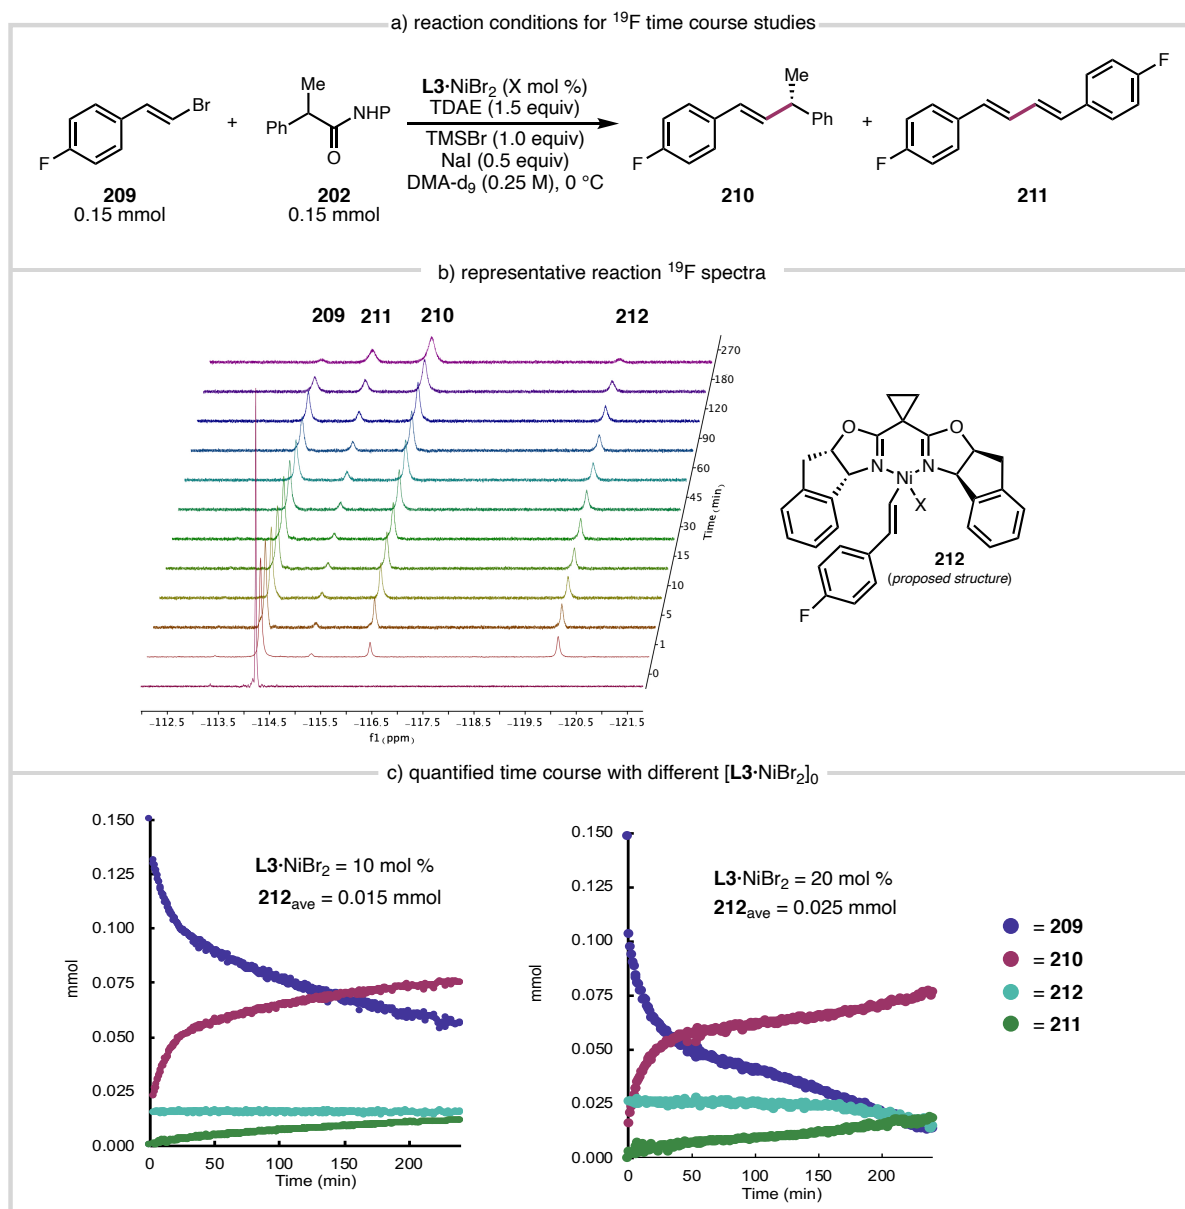 a) reaction conditions for ¹⁹F time course studies
Br
F
209
0.15 mmol
+
Me
Ph
NHP
O
202
0.15 mmol
L3·NiBr₂ (X mol %)
TDAE (1.5 equiv)
TMSBr (1.0 equiv)
NaI (0.5 equiv)
DMA-d₉ (0.25 M), 0 °C
Me
Ph
F
210
+
F
F
211
b) representative reaction ¹⁹F spectra
209 211 210 212
270
180
120
90
60
45
30
15
10
5
1
0
Time (min)
−112.5 −113.5 −114.5 −115.5 −116.5 −117.5 −118.5 −119.5 −120.5 −121.5
f1 (ppm)
O O
N N
Ni
X
F
212
(proposed structure)
c) quantified time course with different [L3·NiBr₂]₀
0.150
0.125
0.100
0.075
0.050
0.025
0.000
mmol
L3·NiBr₂ = 10 mol %
212ave = 0.015 mmol
0 50 100 150 200
Time (min)
0.150
0.125
0.100
0.075
0.050
0.025
0.000
mmol
L3·NiBr₂ = 20 mol %
212ave = 0.025 mmol
0 50 100 150 200
Time (min)
= 209
= 210
= 212
= 211